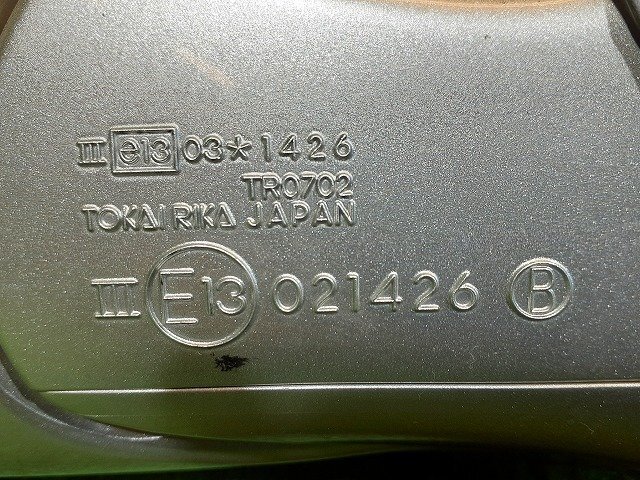 III e13 03*1426
TR0702
TOKAI RIKA JAPAN
III. E13 021426 B